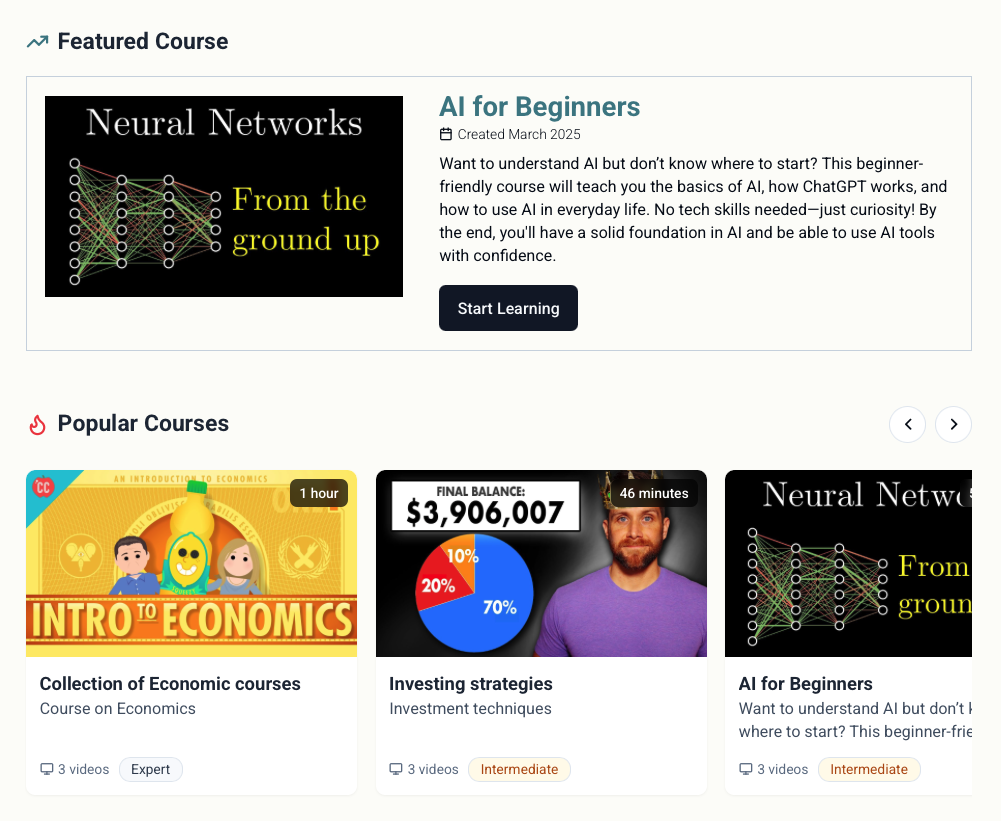 Featured Course
Neural Networks
From the
ground up
AI for Beginners
Created March 2025
Want to understand AI but don’t know where to start? This beginner-
friendly course will teach you the basics of AI, how ChatGPT works, and
how to use AI in everyday life. No tech skills needed—just curiosity! By
the end, you'll have a solid foundation in AI and be able to use AI tools
with confidence.
Start Learning
Popular Courses
CC
AN INTRODUCTION TO ECONOMICS
1 hour
INTRO TO ECONOMICS
Collection of Economic courses
Course on Economics
3 videos
Expert
FINAL BALANCE:
$3,906,007
46 minutes
10%
20%
70%
Investing strategies
Investment techniques
3 videos
Intermediate
Neural
From
AI for Beginners
Want to understand AI but don’t
where to start? This
3 videos
Intermediate